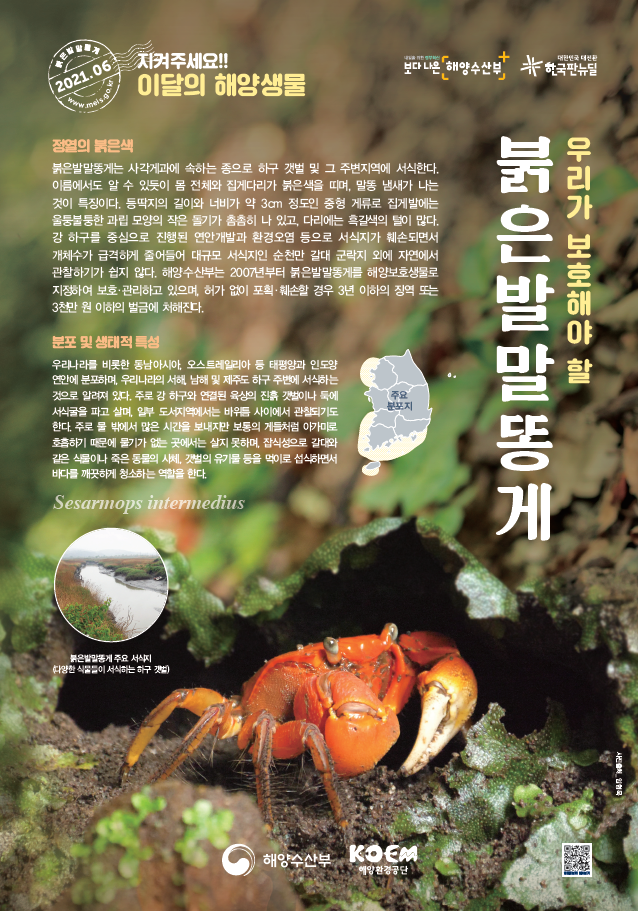 붉은발말똥게
2021.06
www.meis.go.kr
지켜주세요!!
이달의 해양생물
내일을 위한 정부혁신
보다 나은 해양수산부
대한민국 대전환
한국판뉴딜
우리가 보호해야 할
붉은발말똥게
정열의 붉은색
붉은발말똥게는 사각게과에 속하는 종으로 하구 갯벌 및 그 주변지역에 서식한다.
이름에서도 알 수 있듯이 몸 전체와 집게다리가 붉은색을 띠며, 말똥 냄새가 나는
것이 특징이다. 등딱지의 길이와 너비가 약 3cm 정도인 중형 게류로 집게발에는
울퉁불퉁한 과립 모양의 작은 돌기가 촘촘히 나 있고, 다리에는 흑갈색의 털이 많다.
강 하구를 중심으로 진행된 연안개발과 환경오염 등으로 서식지가 훼손되면서
개체수가 급격하게 줄어들어 대규모 서식지인 순천만 갈대 군락지 외에 자연에서
관찰하기가 쉽지 않다. 해양수산부는 2007년부터 붉은발말똥게를 해양보호생물로
지정하여 보호·관리하고 있으며, 허가 없이 포획·훼손할 경우 3년 이하의 징역 또는
3천만 원 이하의 벌금에 처해진다.
분포 및 생태적 특성
우리나라를 비롯한 동남아시아, 오스트레일리아 등 태평양과 인도양
연안에 분포하며, 우리나라의 서해, 남해 및 제주도 하구 주변에 서식하는
것으로 알려져 있다. 주로 강 하구와 연결된 육상의 진흙 갯벌이나 둑에
서식굴을 파고 살며, 일부 도서지역에서는 바위틈 사이에서 관찰되기도
한다. 주로 물 밖에서 많은 시간을 보내지만 보통의 게들처럼 아가미로
호흡하기 때문에 물기가 없는 곳에서는 살지 못하며, 잡식성으로 갈대와
같은 식물이나 죽은 동물의 사체, 갯벌의 유기물 등을 먹이로 섭식하면서
바다를 깨끗하게 청소하는 역할을 한다.
주요
분포지
Sesarmops intermedius
붉은발말똥게 주요 서식지
(다양한 식물들이 서식하는 하구 갯벌)
해양수산부
KOEM
해양환경공단